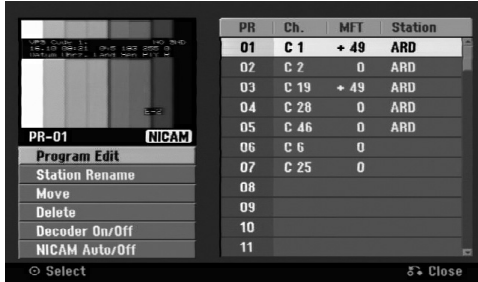 PR-01 NICAM
Program Edit
Station Rename
Move
Delete
Decoder On/Off
NICAM Auto/Off
PR Ch. MFT Station
01 C 1 + 49 ARD
02 C 2 0 ARD
03 C 19 + 49 ARD
04 C 28 0 ARD
05 C 46 0 ARD
06 C 6 0
07 C 25 0
08
09
10
11
Select
Close